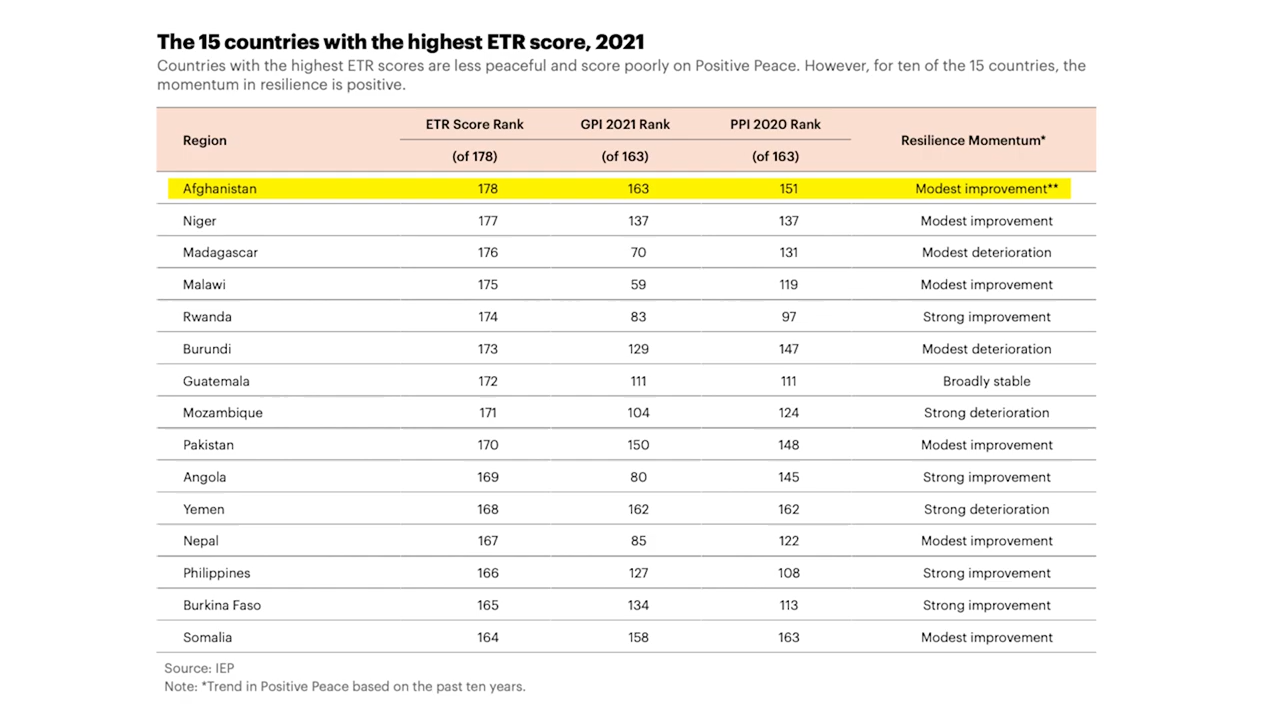 The 15 countries with the highest ETR score, 2021
Countries with the highest ETR scores are less peaceful and score poorly on Positive Peace. However, for ten of the 15 countries, the
momentum in resilience is positive.
Region ETR Score Rank GPI 2021 Rank PPI 2020 Rank Resilience Momentum*
(of 178) (of 163) (of 163)
Afghanistan 178 163 151 Modest improvement**
Niger 177 137 137 Modest improvement
Madagascar 176 70 131 Modest deterioration
Malawi 175 59 119 Modest improvement
Rwanda 174 83 97 Strong improvement
Burundi 173 129 147 Modest deterioration
Guatemala 172 111 111 Broadly stable
Mozambique 171 104 124 Strong deterioration
Pakistan 170 150 148 Modest improvement
Angola 169 80 145 Strong improvement
Yemen 168 162 162 Strong deterioration
Nepal 167 85 122 Modest improvement
Philippines 166 127 108 Strong improvement
Burkina Faso 165 134 113 Strong improvement
Somalia 164 158 163 Modest improvement
Source: IEP
Note: *Trend in Positive Peace based on the past ten years.